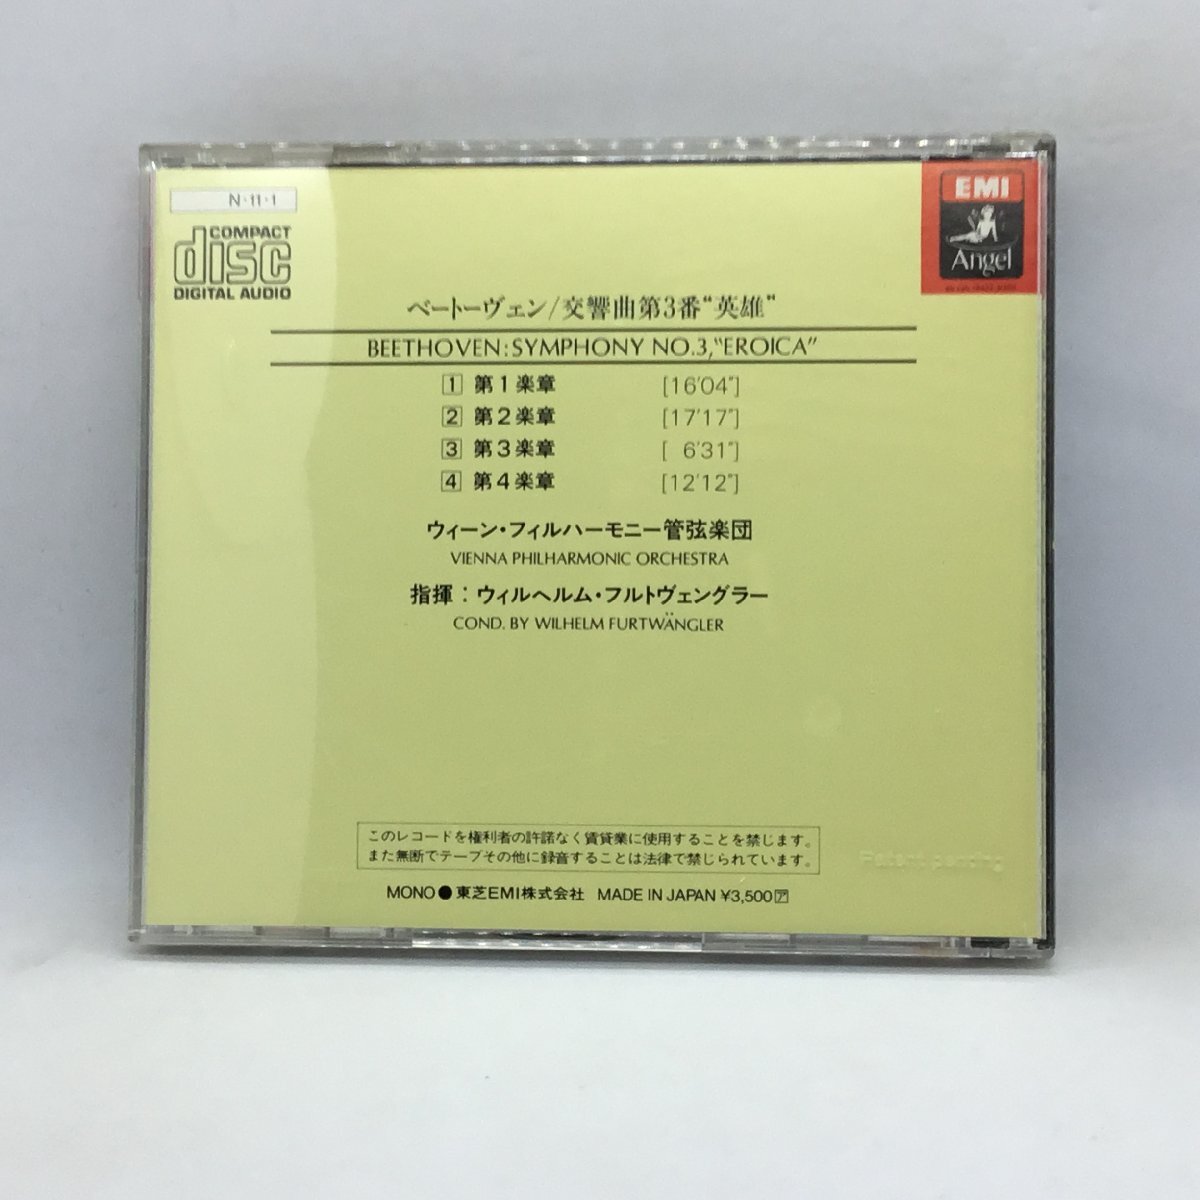 N·11·1
COMPACT
disc
DIGITAL AUDIO
EMI
Angel
ベートーヴェン/交響曲第3番“英雄”
BEETHOVEN:SYMPHONY NO.3,“EROICA”
1 第1楽章 [16′04″]
2 第2楽章 [17′17″]
3 第3楽章 [ 6′31″]
4 第4楽章 [12′12″]
ウィーン・フィルハーモニー管弦楽団
VIENNA PHILHARMONIC ORCHESTRA
指揮：ウィルヘルム・フルトヴェングラー
COND. BY WILHELM FURTWÄNGLER
このレコードを権利者の許諾なく賃貸業に使用することを禁じます。
また無断でテープその他に録音することは法律で禁じられています。
Patent pending
MONO●東芝EMI株式会社 MADE IN JAPAN ¥3,500ア